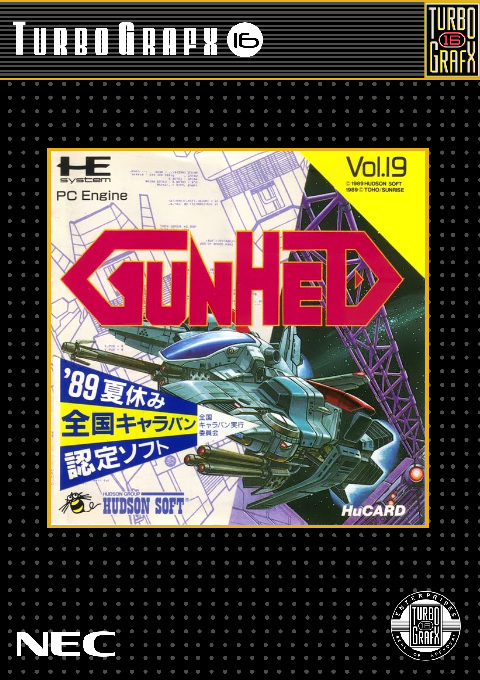 TURBOGRAFX 16
TURBO
16
GRAFX
HE
system
PC Engine
Vol.19
©1989 HUDSON SOFT
1989 © TOHO/SUNRISE
GUNHED
'89 夏休み
全国キャラバン
認定ソフト
全国
キャラバン実行
委員会
HUDSON GROUP
HUDSON SOFT
HuCARD
NEC
ENTERPRISES
TURBO
16
GRAFX